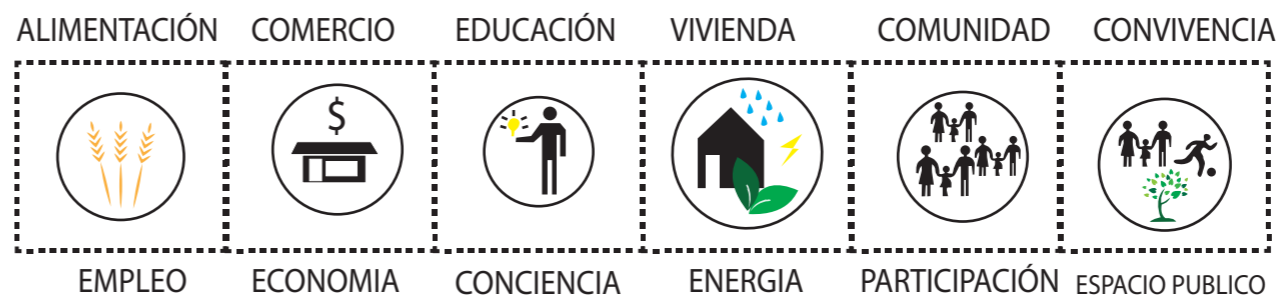 ALIMENTACIÓN COMERCIO EDUCACIÓN VIVIENDA COMUNIDAD CONVIVENCIA
$
EMPLEO ECONOMIA CONCIENCIA ENERGIA PARTICIPACIÓN ESPACIO PUBLICO